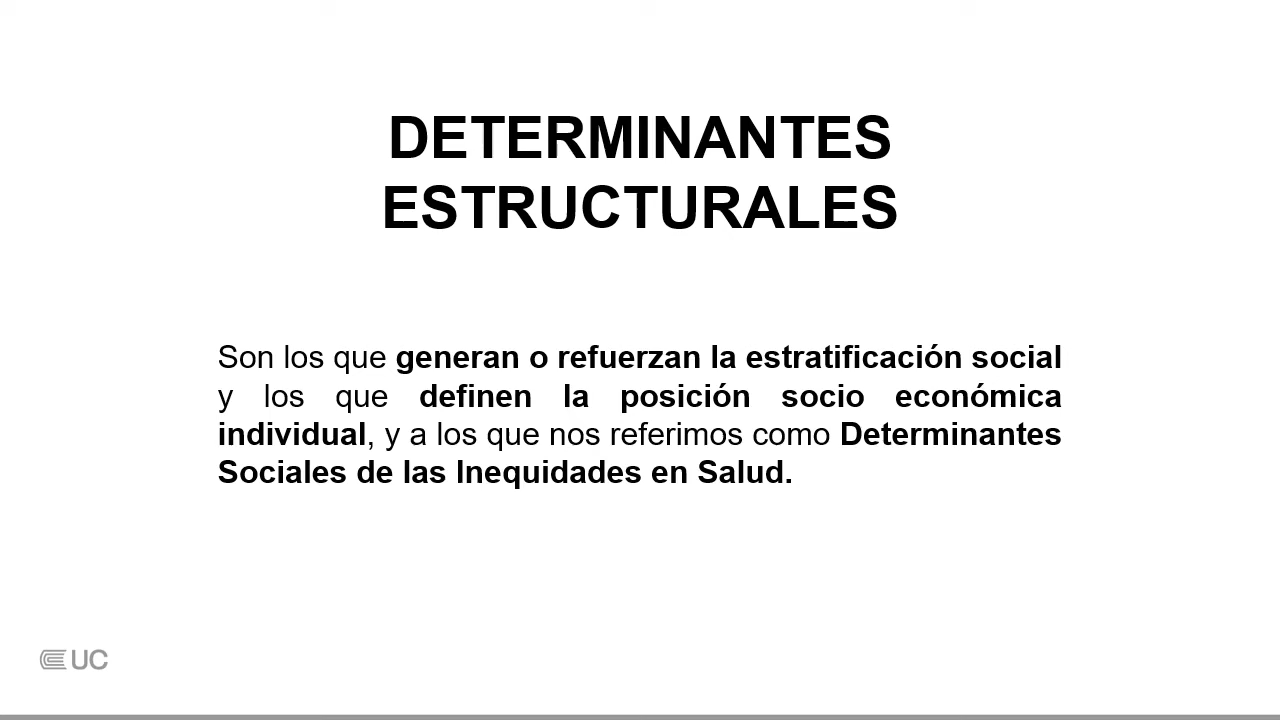 DETERMINANTES
ESTRUCTURALES
Son los que generan o refuerzan la estratificación social
y los que definen la posición socio económica
individual, y a los que nos referimos como Determinantes
Sociales de las Inequidades en Salud.
UC